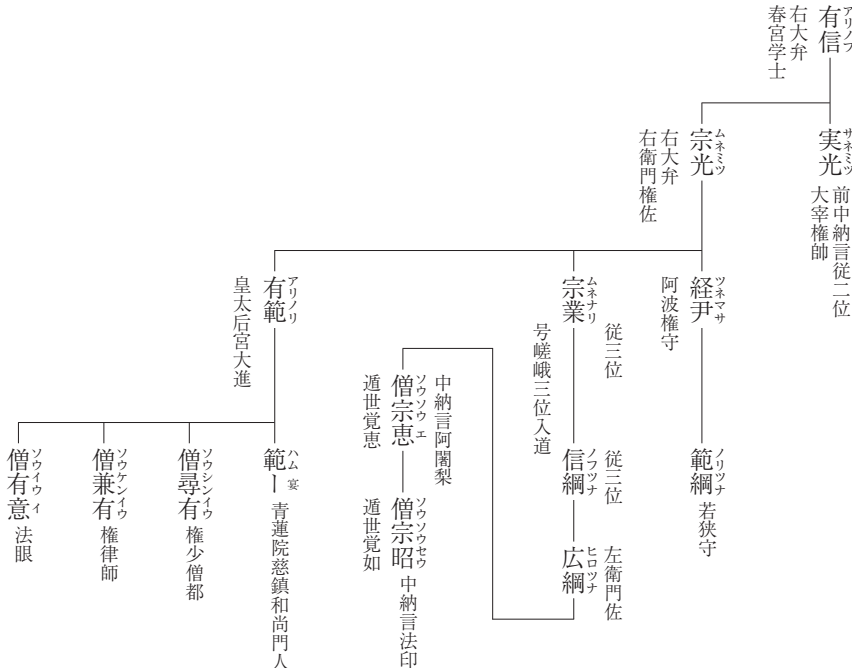 有信 アリノフ
右大弁
春宮学士
実光 サネミツ
前中納言従二位
大宰権帥
宗光 ムネミツ
右大弁
右衛門権佐
経尹 ツネマサ
阿波権守
範綱 ノリツナ
若狭守
宗業 ムネナリ
従三位
号嵯峨三位入道
信綱 ノフツナ
従三位
広綱 ヒロツナ
左衛門佐
僧宗恵 ソウソウエ
中納言阿闍梨
遁世覚恵
僧宗昭 ソウソウセウ
中納言法印
遁世覚如
有範 アリノリ
皇太后宮大進
範ー ハム 宴
青蓮院慈鎮和尚門人
僧尋有 ソウシンイウ
権少僧都
僧兼有 ソウケンイウ
権律師
僧有意 ソウイウイ
法眼